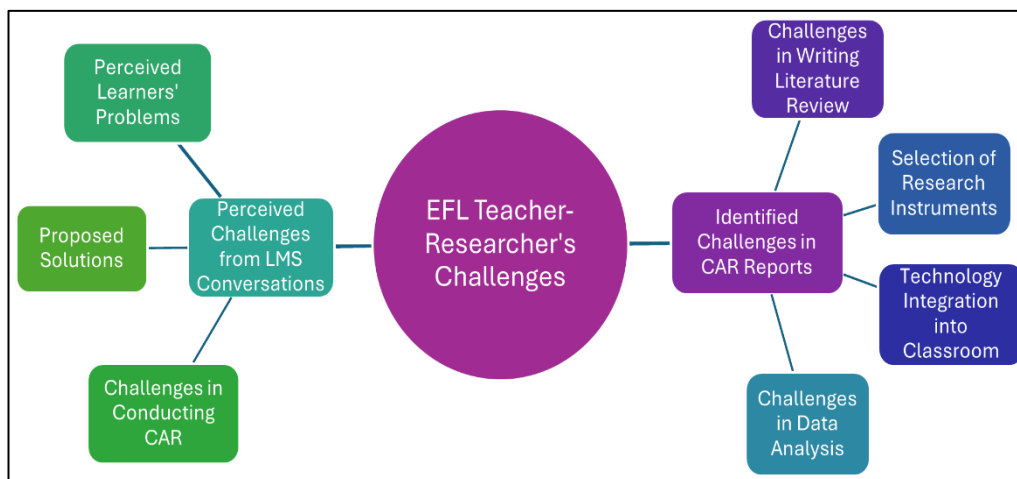 Perceived
Learners'
Problems
Proposed
Solutions
Perceived
Challenges
from LMS
Conversations
Challenges in
Conducting
CAR
EFL Teacher-
Researcher's
Challenges
Challenges
in Writing
Literature
Review
Identified
Challenges in
CAR Reports
Selection of
Research
Instruments
Technology
Integration
into
Classroom
Challenges
in Data
Analysis